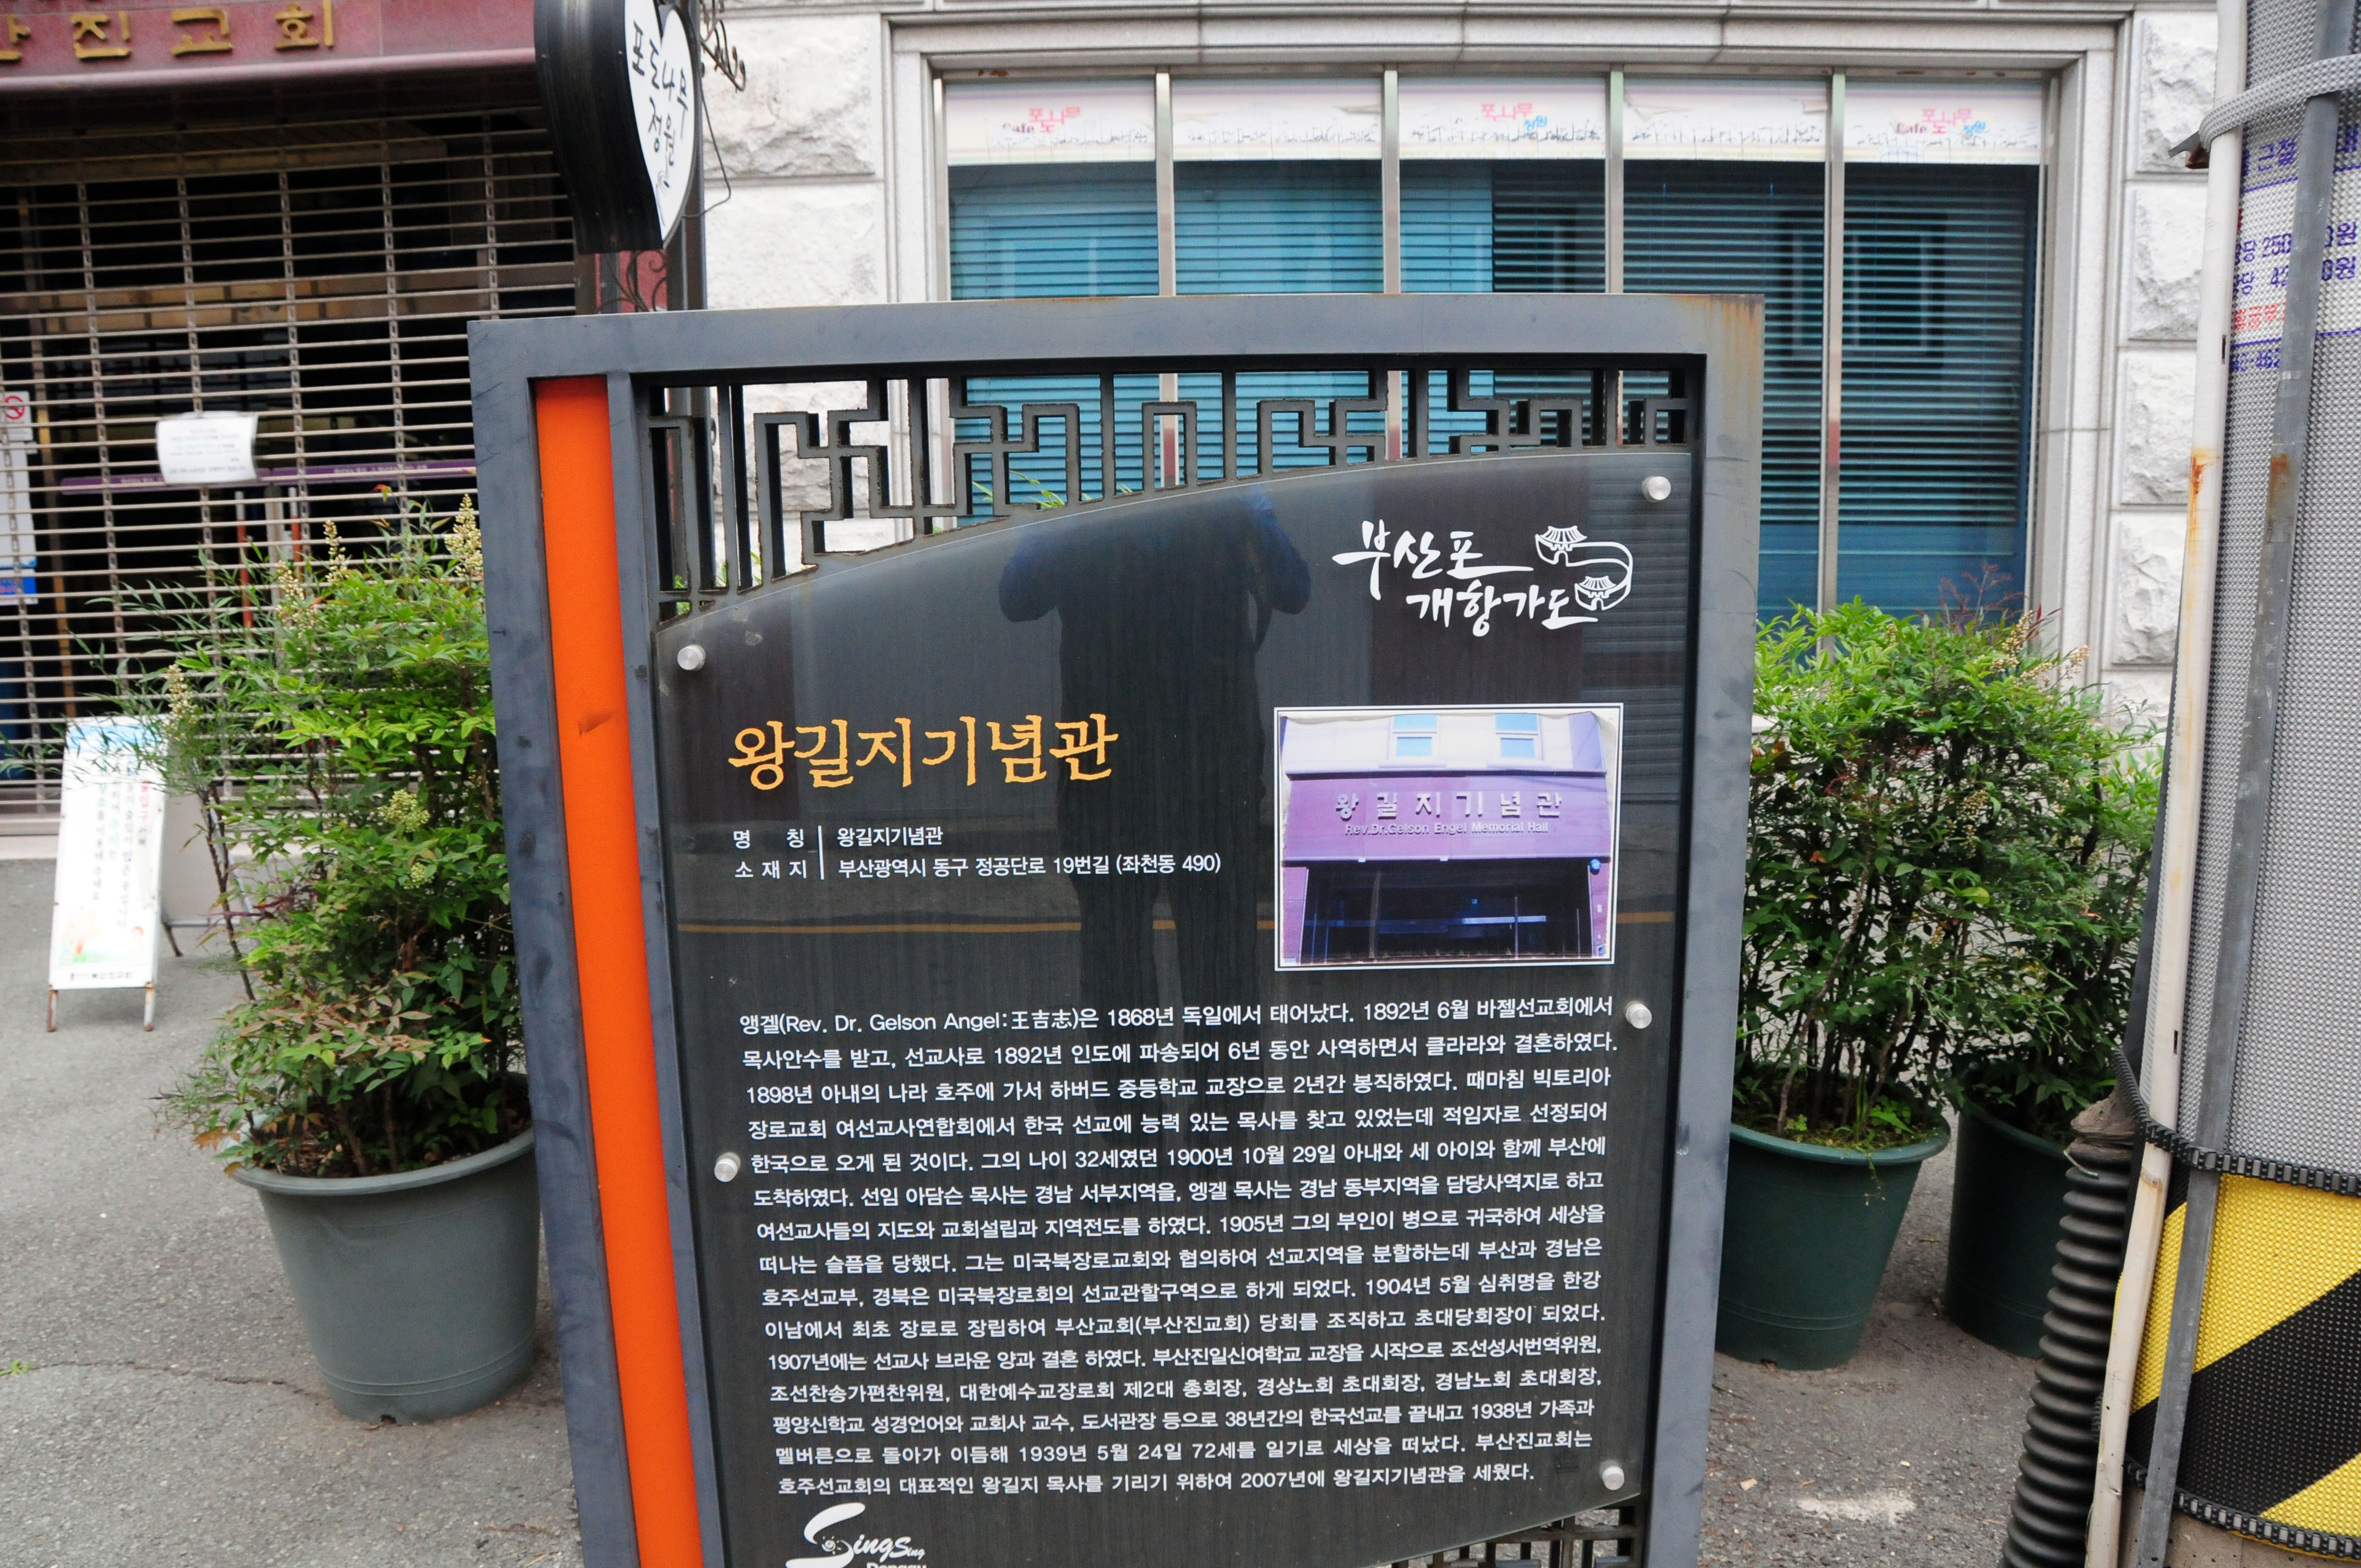 산진교회
포도나무
정원
부산포
개항가도
왕길지기념관
왕길지기념관
Rev.Dr.Gelson Engel Memorial Hall
명 칭 | 왕길지기념관
소 재 지 | 부산광역시 동구 정공단로 19번길 (좌천동 490)
앵겔(Rev. Dr. Gelson Angel:王吉志)은 1868년 독일에서 태어났다. 1892년 6월 바젤선교회에서
목사안수를 받고, 선교사로 1892년 인도에 파송되어 6년 동안 사역하면서 클라라와 결혼하였다.
1898년 아내의 나라 호주에 가서 하버드 중등학교 교장으로 2년간 봉직하였다. 때마침 빅토리아
장로교회 여선교사연합회에서 한국 선교에 능력 있는 목사를 찾고 있었는데 적임자로 선정되어
한국으로 오게 된 것이다. 그의 나이 32세였던 1900년 10월 29일 아내와 세 아이와 함께 부산에
도착하였다. 선임 아담슨 목사는 경남 서부지역을, 엥겔 목사는 경남 동부지역을 담당사역지로 하고
여선교사들의 지도와 교회설립과 지역전도를 하였다. 1905년 그의 부인이 병으로 귀국하여 세상을
떠나는 슬픔을 당했다. 그는 미국북장로교회와 협의하여 선교지역을 분할하는데 부산과 경남은
호주선교부, 경북은 미국북장로회의 선교관할구역으로 하게 되었다. 1904년 5월 심취명을 한강
이남에서 최초 장로로 장립하여 부산교회(부산진교회) 당회를 조직하고 초대당회장이 되었다.
1907년에는 선교사 브라운 양과 결혼 하였다. 부산진일신여학교 교장을 시작으로 조선성서번역위원,
조선찬송가편찬위원, 대한예수교장로회 제2대 총회장, 경상노회 초대회장, 경남노회 초대회장,
평양신학교 성경언어와 교회사 교수, 도서관장 등으로 38년간의 한국선교를 끝내고 1938년 가족과
멜버른으로 돌아가 이듬해 1939년 5월 24일 72세를 일기로 세상을 떠났다. 부산진교회는
호주선교회의 대표적인 왕길지 목사를 기리기 위하여 2007년에 왕길지기념관을 세웠다.
Sing Sing